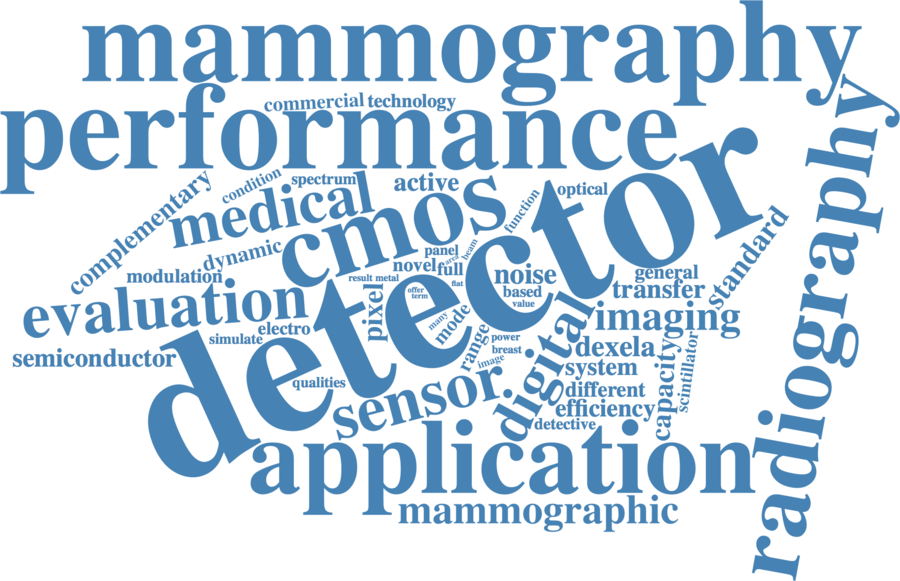 mammography
performance
commercial
technology
radiography
detector
complementary
condition
spectrum
active
optical
medical
cmos
function
dynamic
modulation
panel
area
beam
novel
full
noise
general
standard
result
metal
flat
offer
term
based
value
transfer
evaluation
pixel
many
mode
imaging
electro
simulate
semiconductor
range
power
breast
image
digital
dexela
system
capacity
scintillator
qualities
sensor
different
efficiency
detective
application
mammographic